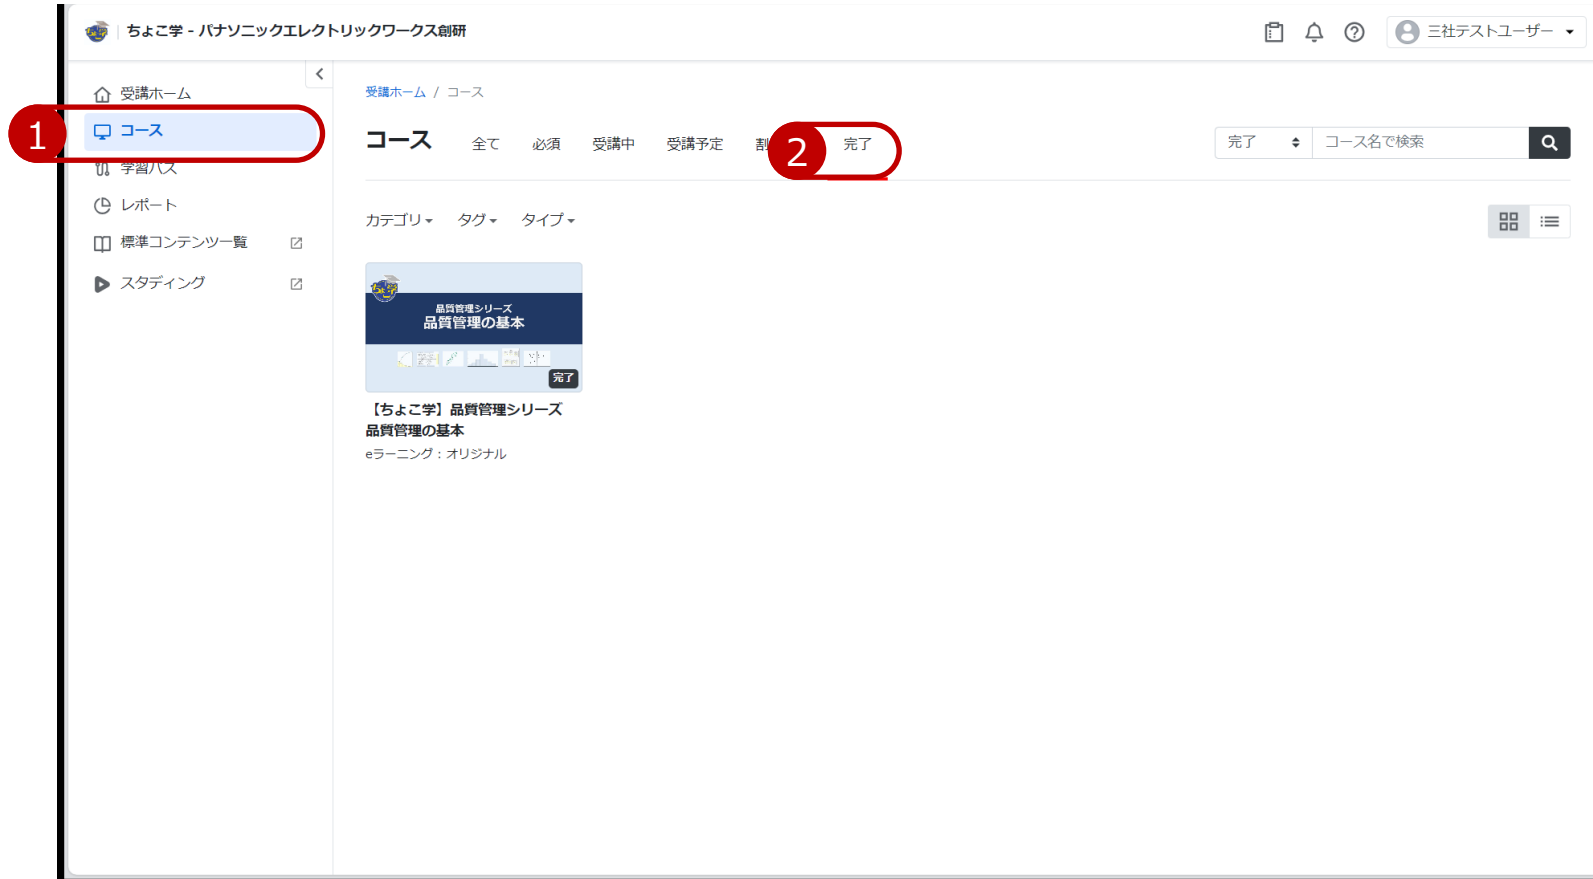 ちょこ学 - パナソニックエレクトリックワークス創研
三社テストユーザー
受講ホーム
1
コース
学習パス
レポート
標準コンテンツ一覧
スタディング
受講ホーム / コース
コース 全て 必須 受講中 受講予定 割 2 完了
完了 コース名で検索
カテゴリ タグ タイプ
ちょこ学
品質管理シリーズ
品質管理の基本
完了
【ちょこ学】品質管理シリーズ
品質管理の基本
eラーニング：オリジナル